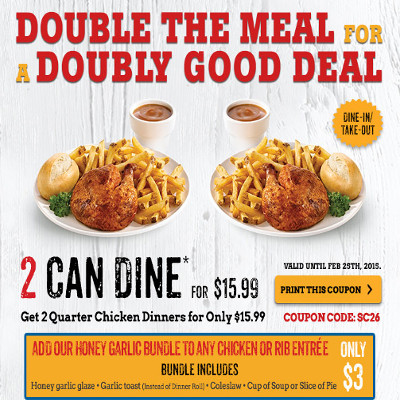 DOUBLE THE MEAL FOR
A DOUBLY GOOD DEAL
DINE-IN/
TAKE-OUT
2 CAN DINE* FOR $15.99
Get 2 Quarter Chicken Dinners for Only $15.99
VALID UNTIL FEB 25TH, 2015.
PRINT THIS COUPON >
COUPON CODE: SC26
ADD OUR HONEY GARLIC BUNDLE TO ANY CHICKEN OR RIB ENTRÉE
BUNDLE INCLUDES
Honey garlic glaze • Garlic toast (Instead of Dinner Roll) • Coleslaw • Cup of Soup or Slice of Pie
ONLY
$3